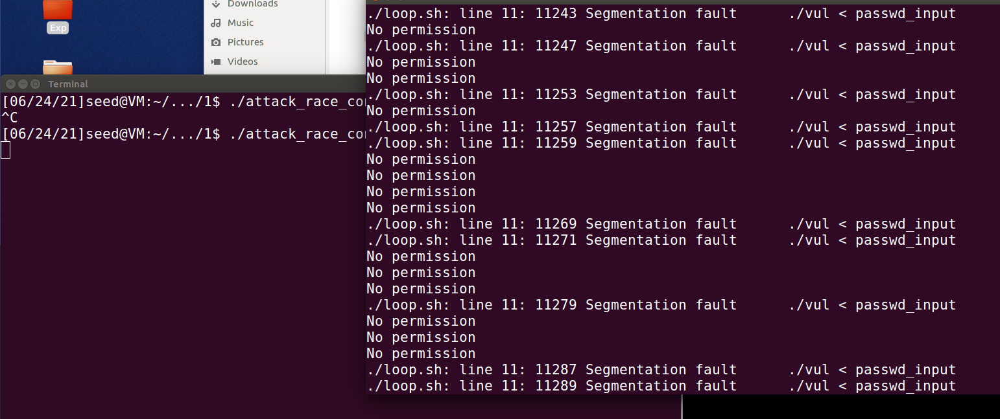 Exp
Downloads
Music
Pictures
Videos
Terminal
[06/24/21]seed@VM:~/.../1$ ./attack_race_con
^C
[06/24/21]seed@VM:~/.../1$ ./attack_race_con
./loop.sh: line 11: 11243 Segmentation fault ./vul < passwd_input
No permission
./loop.sh: line 11: 11247 Segmentation fault ./vul < passwd_input
No permission
No permission
./loop.sh: line 11: 11253 Segmentation fault ./vul < passwd_input
No permission
./loop.sh: line 11: 11257 Segmentation fault ./vul < passwd_input
./loop.sh: line 11: 11259 Segmentation fault ./vul < passwd_input
No permission
No permission
No permission
No permission
./loop.sh: line 11: 11269 Segmentation fault ./vul < passwd_input
./loop.sh: line 11: 11271 Segmentation fault ./vul < passwd_input
No permission
No permission
No permission
./loop.sh: line 11: 11279 Segmentation fault ./vul < passwd_input
No permission
No permission
No permission
./loop.sh: line 11: 11287 Segmentation fault ./vul < passwd_input
./loop.sh: line 11: 11289 Segmentation fault ./vul < passwd_input